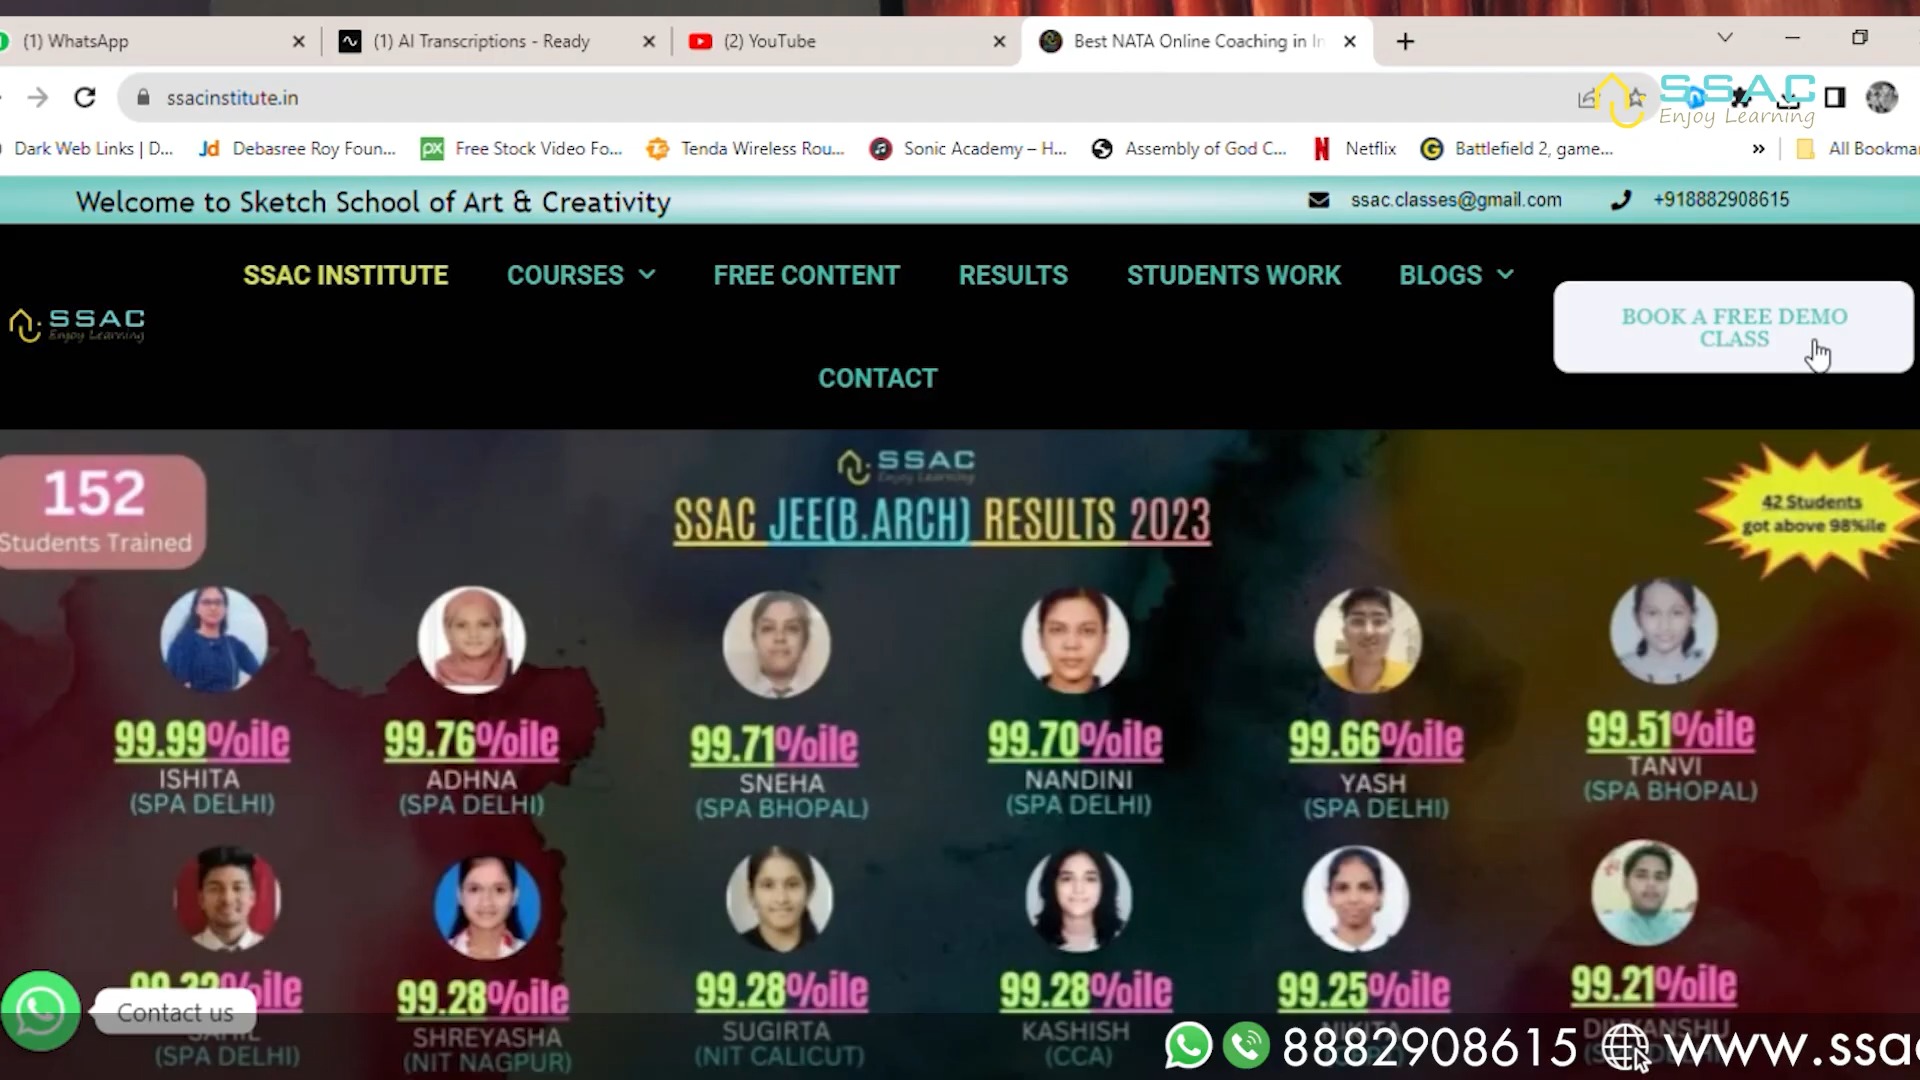 (1) WhatsApp
(1) AI Transcriptions - Ready
(2) YouTube
Best NATA Online Coaching in In
ssacinstitute.in
SSAC
Enjoy Learning
Dark Web Links | D...
Debasree Roy Foun...
Free Stock Video Fo...
Tenda Wireless Rou...
Sonic Academy – H...
Assembly of God C...
Netflix
Battlefield 2, game...
»
All Bookma
Welcome to Sketch School of Art & Creativity
ssac.classes@gmail.com
+918882908615
SSAC INSTITUTE
COURSES
FREE CONTENT
RESULTS
STUDENTS WORK
BLOGS
CONTACT
SSAC
Enjoy Learning
BOOK A FREE DEMO
CLASS
152
Students Trained
SSAC
Enjoy Learning
SSAC JEE(B.ARCH) RESULTS 2023
42 Students
got above 98%ile
99.99%ile
ISHITA
(SPA DELHI)
99.76%ile
ADHNA
(SPA DELHI)
99.71%ile
SNEHA
(SPA BHOPAL)
99.70%ile
NANDINI
(SPA DELHI)
99.66%ile
YASH
(SPA DELHI)
99.51%ile
TANVI
(SPA BHOPAL)
%ile
(SPA DELHI)
99.28%ile
SHREYASHA
(NIT NAGPUR)
99.28%ile
SUGIRTA
(NIT CALICUT)
99.28%ile
KASHISH
(CCA)
99.25%ile
99.21%ile
Contact us
8882908615
www.ssac